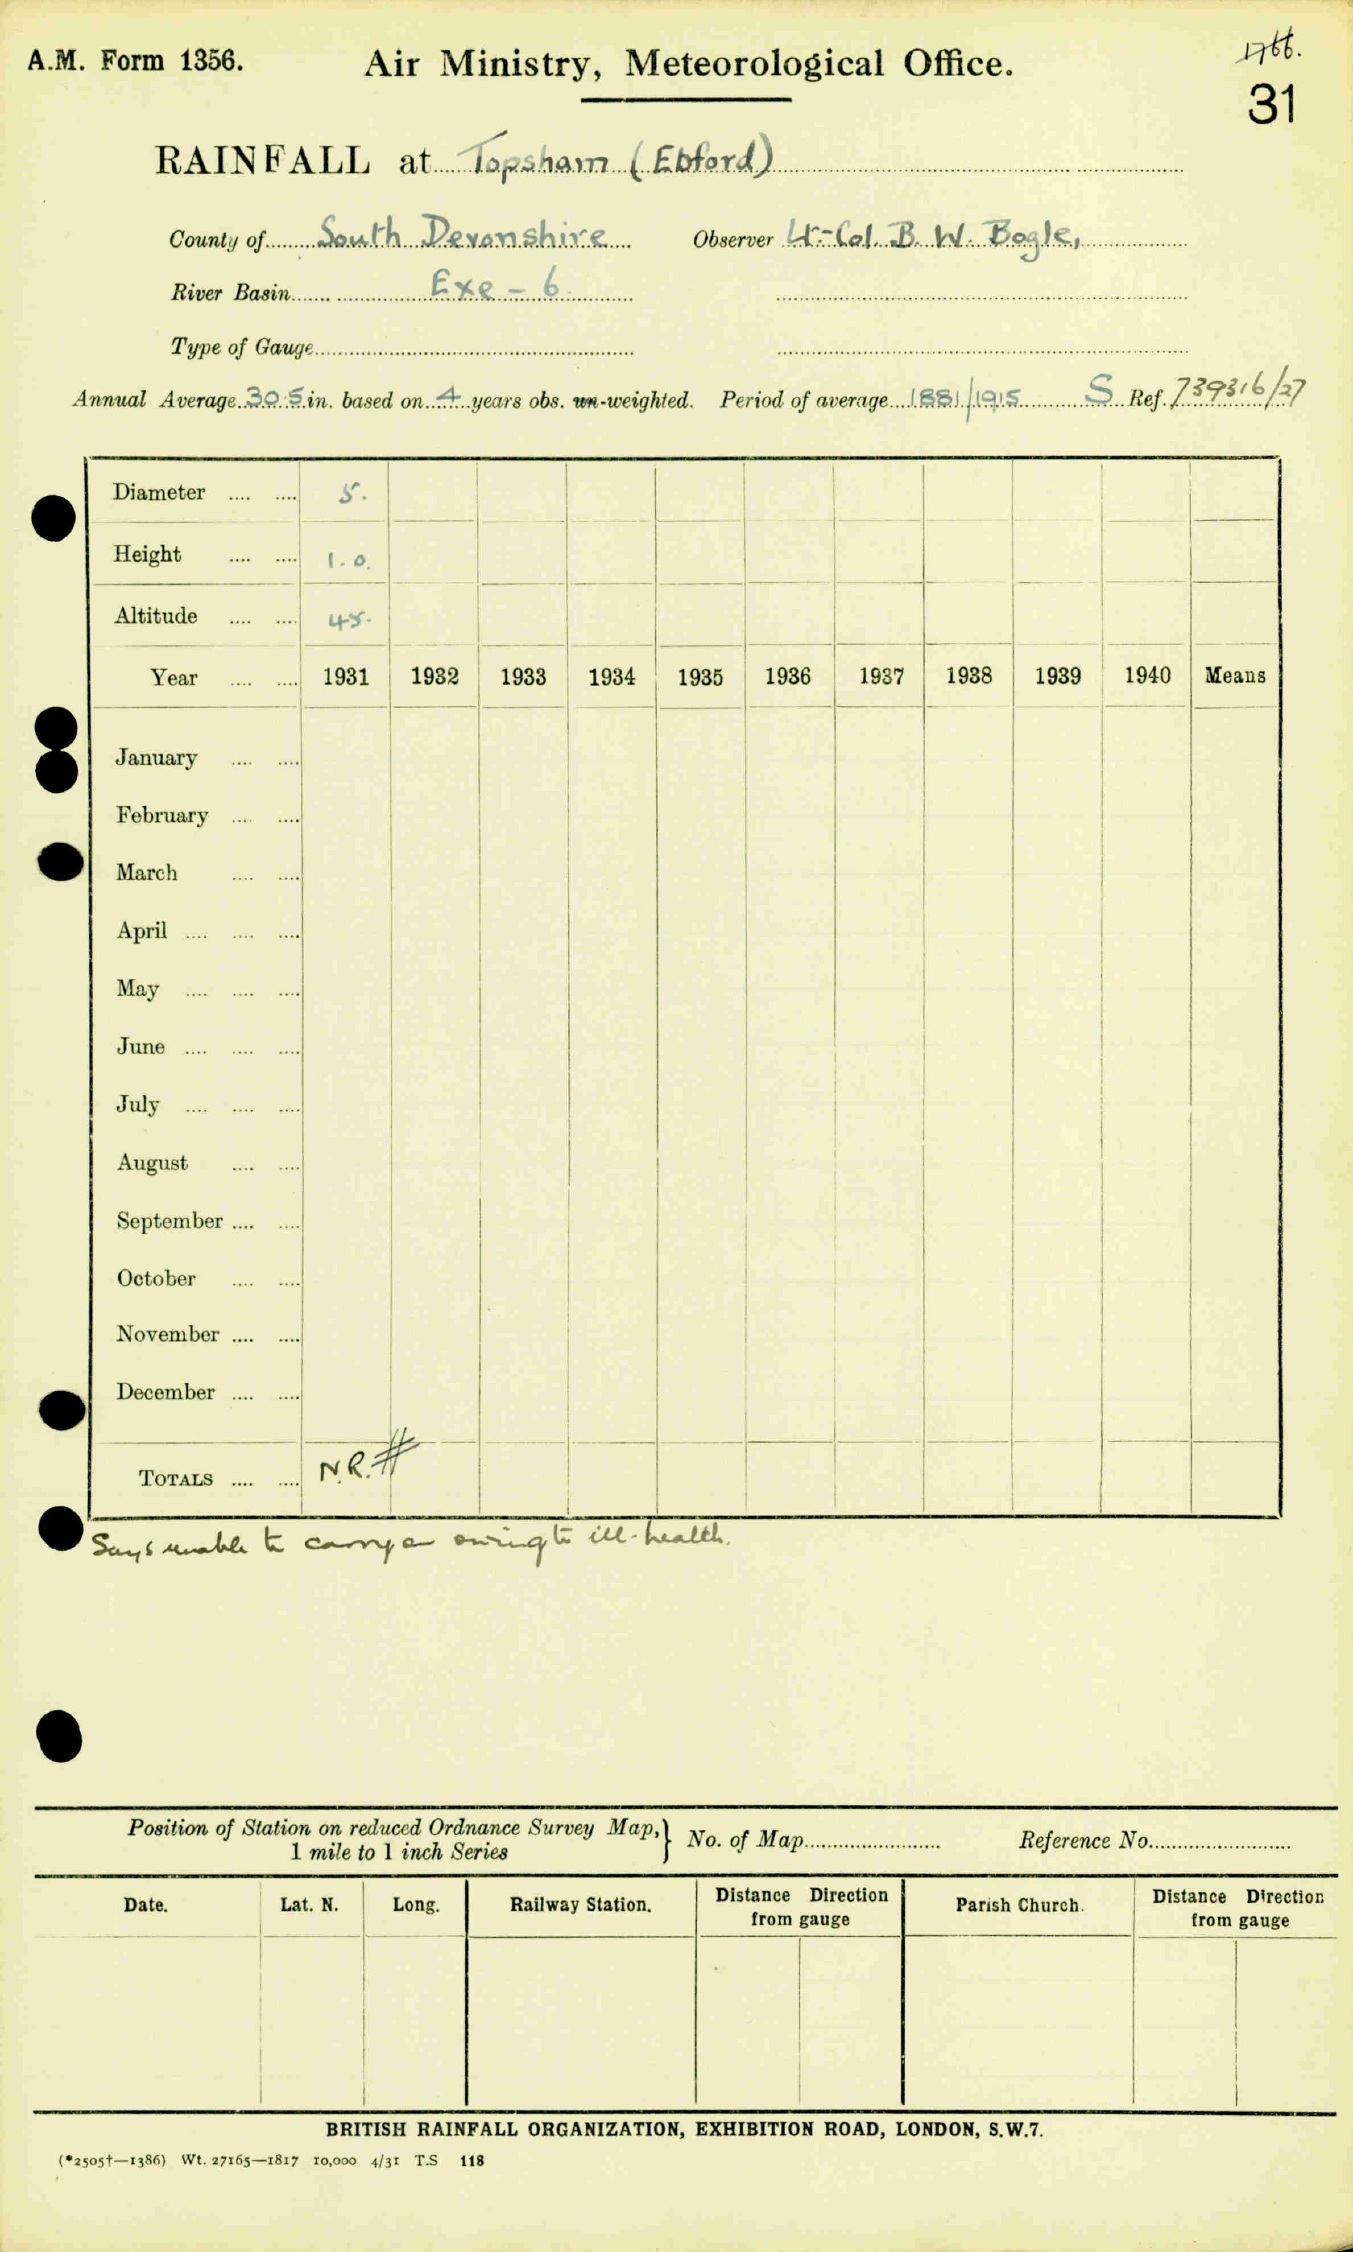 A.M. Form 1356. Air Ministry, Meteorological Office. 1766.
31
RAINFALL at Topsham (Ebford)
County of South Devonshire Observer Lt.-Col. B. W. Bogle,
River Basin Exe - 6
Type of Gauge
Annual Average 30.5 in. based on 4 years obs. un-weighted. Period of average 1881/1915 S Ref. 739316/27
Diameter .... .... 5.
Height .... .... 1.0.
Altitude .... .... 45.
Year .... .... 1931 1932 1933 1934 1935 1936 1937 1938 1939 1940 Means
January .... ....
February .... ....
March .... ....
April .... .... ....
May .... .... ....
June .... .... ....
July .... .... ....
August .... ....
September .... ....
October .... ....
November .... ....
December .... ....
TOTALS .... .... N.R. #
Says unable to carry on owing to ill-health.
Position of Station on reduced Ordnance Survey Map, } No. of Map Reference No.
1 mile to 1 inch Series
Date. Lat. N. Long. Railway Station. Distance Direction from gauge Parish Church. Distance Direction from gauge
BRITISH RAINFALL ORGANIZATION, EXHIBITION ROAD, LONDON, S.W.7.
(*2505†—1386) Wt. 27165—1817 10,000 4/31 T.S 118